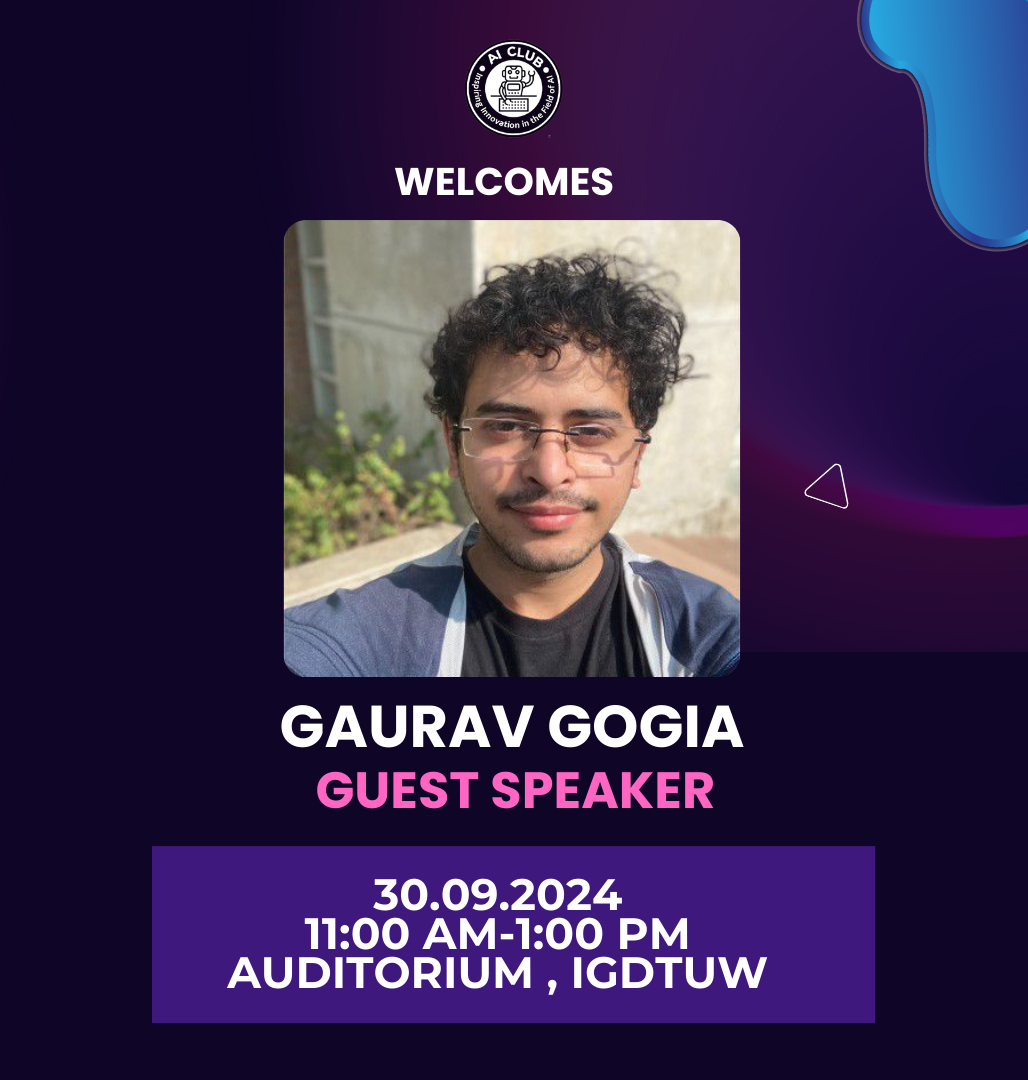 AI CLUB
Inspiring Innovation in the Field of AI
WELCOMES
GAURAV GOGIA
GUEST SPEAKER
30.09.2024
11:00 AM-1:00 PM
AUDITORIUM , IGDTUW